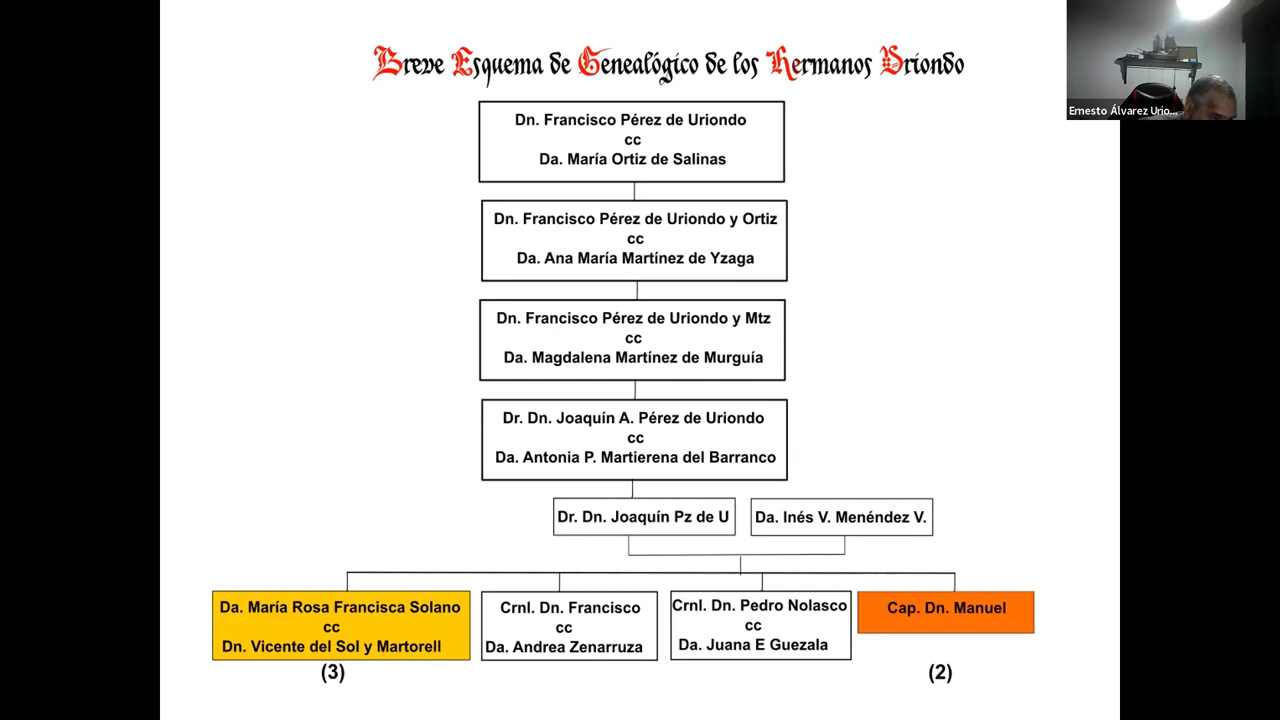 Breve Esquema de Genealógico de los Hermanos Uriondo
Ernesto Álvarez Urio...
Dn. Francisco Pérez de Uriondo
cc
Da. María Ortiz de Salinas
Dn. Francisco Pérez de Uriondo y Ortiz
cc
Da. Ana María Martínez de Yzaga
Dn. Francisco Pérez de Uriondo y Mtz
cc
Da. Magdalena Martínez de Murguía
Dr. Dn. Joaquín A. Pérez de Uriondo
cc
Da. Antonia P. Martierena del Barranco
Dr. Dn. Joaquín Pz de U
Da. Inés V. Menéndez V.
Da. María Rosa Francisca Solano
cc
Dn. Vicente del Sol y Martorell
(3)
Crnl. Dn. Francisco
cc
Da. Andrea Zenarruza
Crnl. Dn. Pedro Nolasco
cc
Da. Juana E Guezala
Cap. Dn. Manuel
(2)